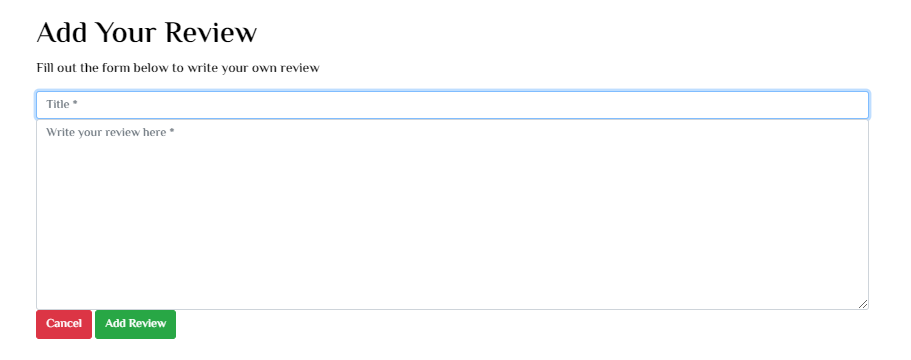 Add Your Review
Fill out the form below to write your own review
Title *
Write your review here *
Cancel Add Review